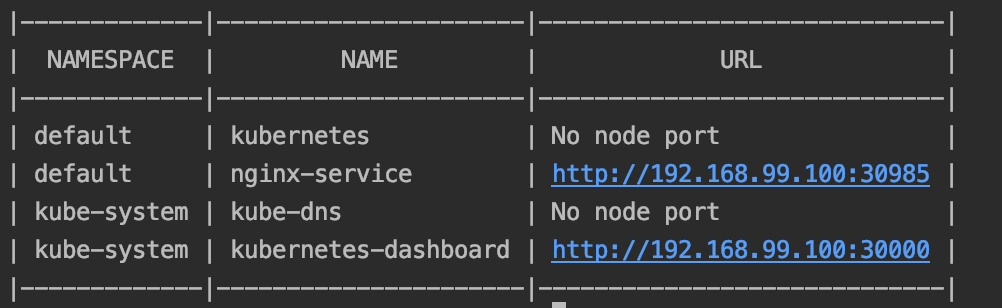 |-------------|----------------------|-----------------------------|
| NAMESPACE | NAME | URL |
|-------------|----------------------|-----------------------------|
| default | kubernetes | No node port |
| default | nginx-service | http://192.168.99.100:30985 |
| kube-system | kube-dns | No node port |
| kube-system | kubernetes-dashboard | http://192.168.99.100:30000 |
|-------------|----------------------|-----------------------------|